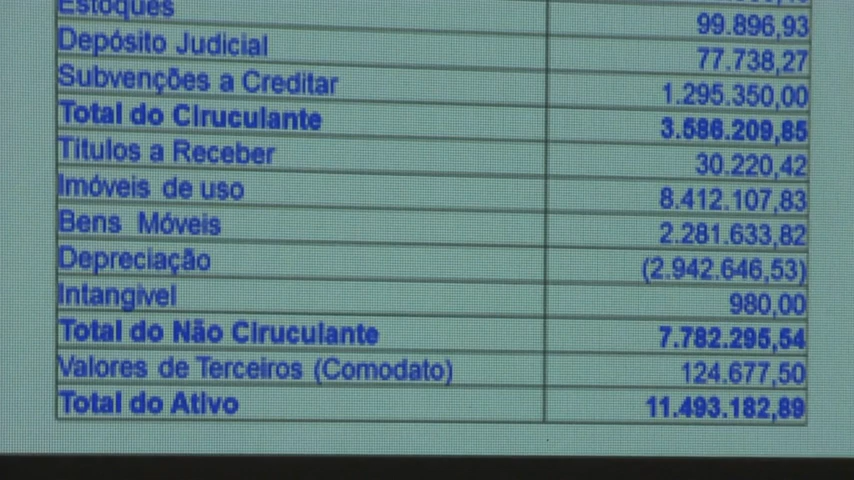 Estoques 99.896,93
Depósito Judicial 77.738,27
Subvenções a Creditar 1.295.350,00
Total do Ciruculante 3.586.209,85
Titulos a Receber 30.220,42
Imóveis de uso 8.412.107,83
Bens Móveis 2.281.633,82
Depreciação (2.942.646,53)
Intangivel 980,00
Total do Não Ciruculante 7.782.295,54
Valores de Terceiros (Comodato) 124.677,50
Total do Ativo 11.493.182,89